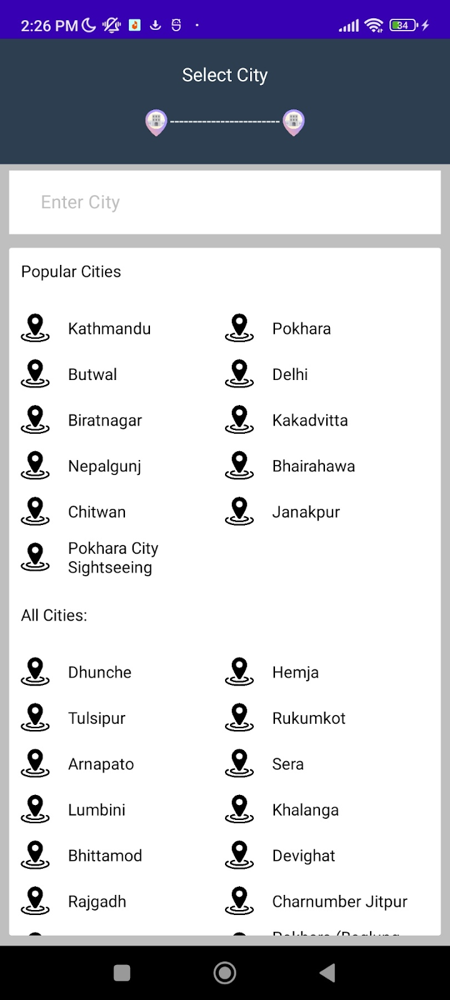 2:26 PM
34
Select City
Enter City
Popular Cities
Kathmandu
Pokhara
Butwal
Delhi
Biratnagar
Kakadvitta
Nepalgunj
Bhairahawa
Chitwan
Janakpur
Pokhara City
Sightseeing
All Cities:
Dhunche
Hemja
Tulsipur
Rukumkot
Arnapato
Sera
Lumbini
Khalanga
Bhittamod
Devighat
Rajgadh
Charnumber Jitpur